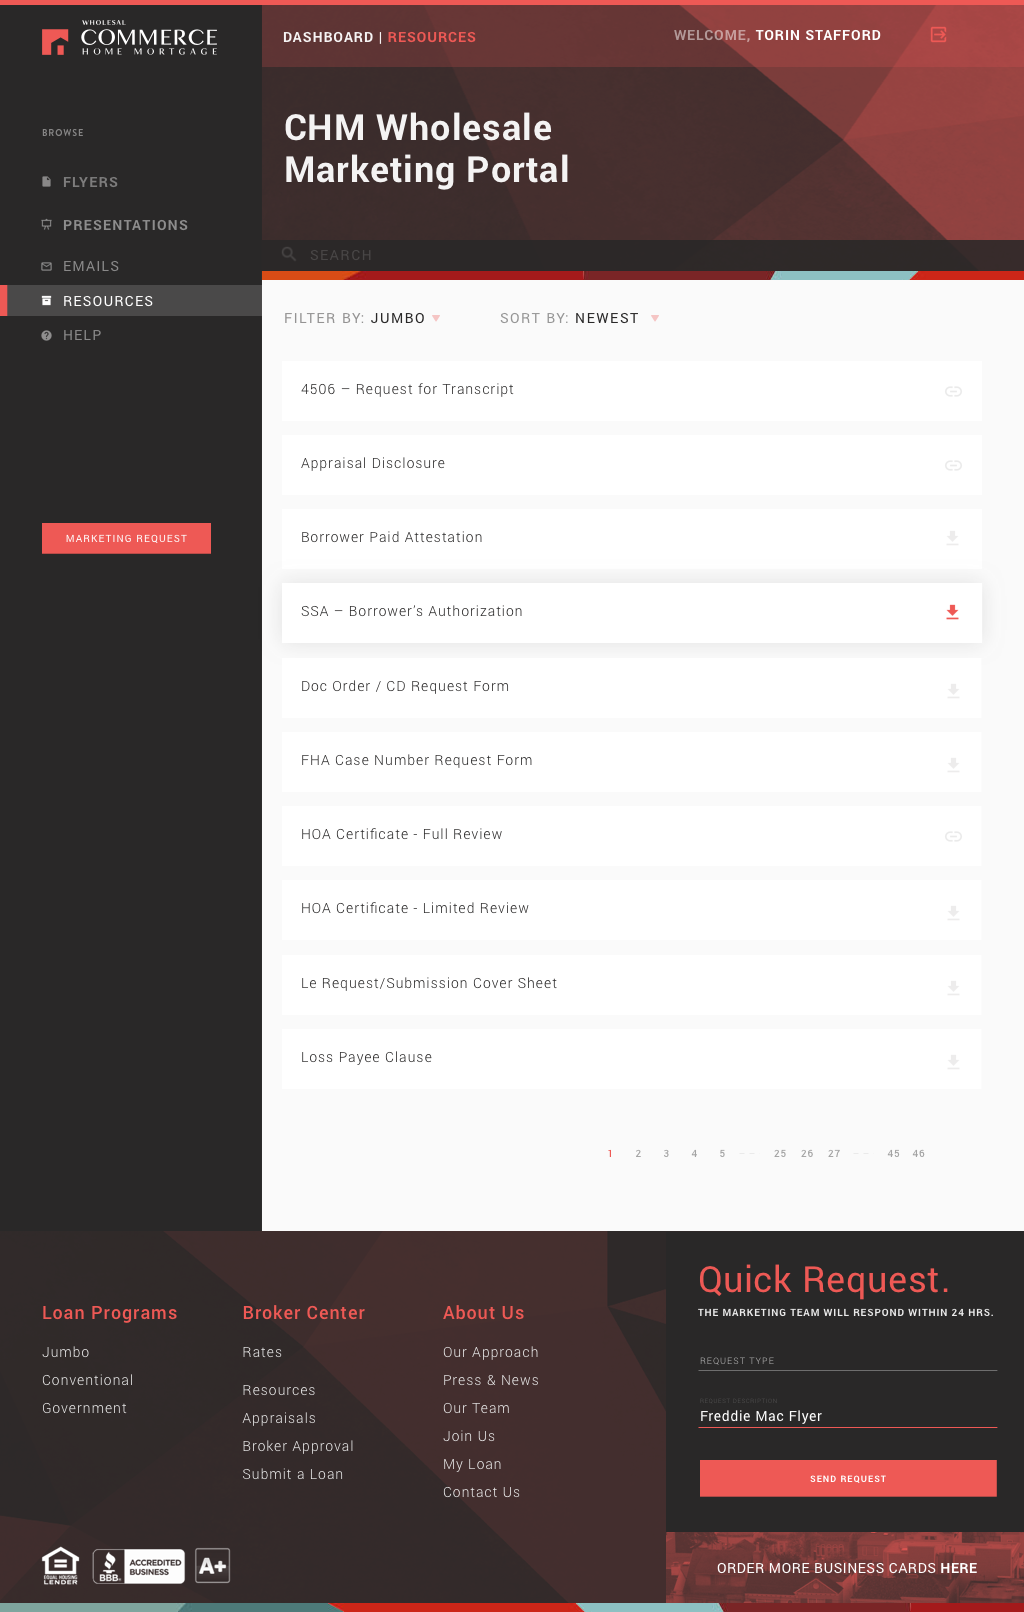 WHOLESAL
COMMERCE
HOME MORTGAGE
DASHBOARD | RESOURCES
WELCOME, TORIN STAFFORD
BROWSE
FLYERS
PRESENTATIONS
EMAILS
RESOURCES
HELP
MARKETING REQUEST
CHM Wholesale
Marketing Portal
SEARCH
FILTER BY: JUMBO
SORT BY: NEWEST
4506 – Request for Transcript
Appraisal Disclosure
Borrower Paid Attestation
SSA – Borrower's Authorization
Doc Order / CD Request Form
FHA Case Number Request Form
HOA Certificate - Full Review
HOA Certificate - Limited Review
Le Request/Submission Cover Sheet
Loss Payee Clause
1 2 3 4 5 -- 25 26 27 -- 45 46
Loan Programs
Jumbo
Conventional
Government
Broker Center
Rates
Resources
Appraisals
Broker Approval
Submit a Loan
About Us
Our Approach
Press & News
Our Team
Join Us
My Loan
Contact Us
Quick Request.
THE MARKETING TEAM WILL RESPOND WITHIN 24 HRS.
REQUEST TYPE
REQUEST DESCRIPTION
Freddie Mac Flyer
SEND REQUEST
EQUAL HOUSING
LENDER
BBB.
ACCREDITED
BUSINESS
A+
ORDER MORE BUSINESS CARDS HERE